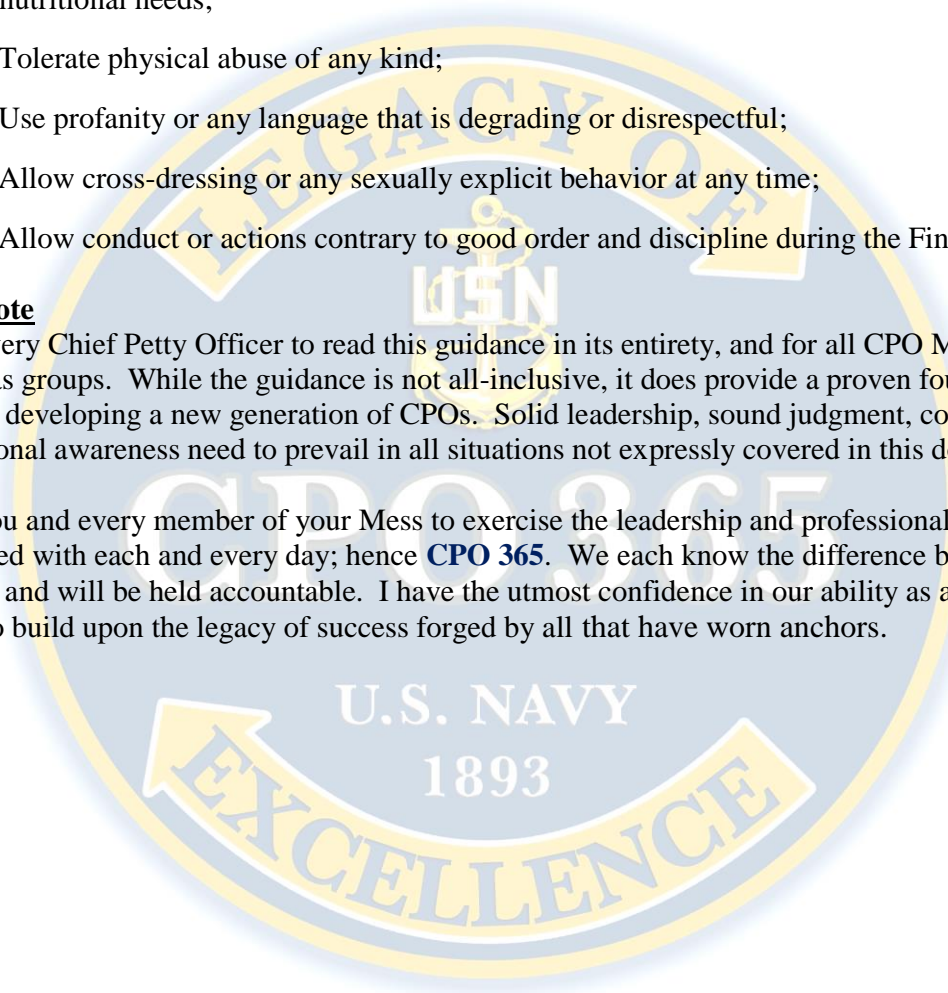 nutritional needs;
Tolerate physical abuse of any kind;
Use profanity or any language that is degrading or disrespectful;
Allow cross-dressing or any sexually explicit behavior at any time;
Allow conduct or actions contrary to good order and discipline during the Fin
ote
ery Chief Petty Officer to read this guidance in its entirety, and for all CPO M
as groups. While the guidance is not all-inclusive, it does provide a proven fou
developing a new generation of CPOs. Solid leadership, sound judgment, co
onal awareness need to prevail in all situations not expressly covered in this do
ou and every member of your Mess to exercise the leadership and professional
ed with each and every day; hence CPO 365. We each know the difference b
and will be held accountable. I have the utmost confidence in our ability as a
o build upon the legacy of success forged by all that have worn anchors.
LEGACY OF
USN
CPO 365
U.S. NAVY
1893
EXCELLENCE